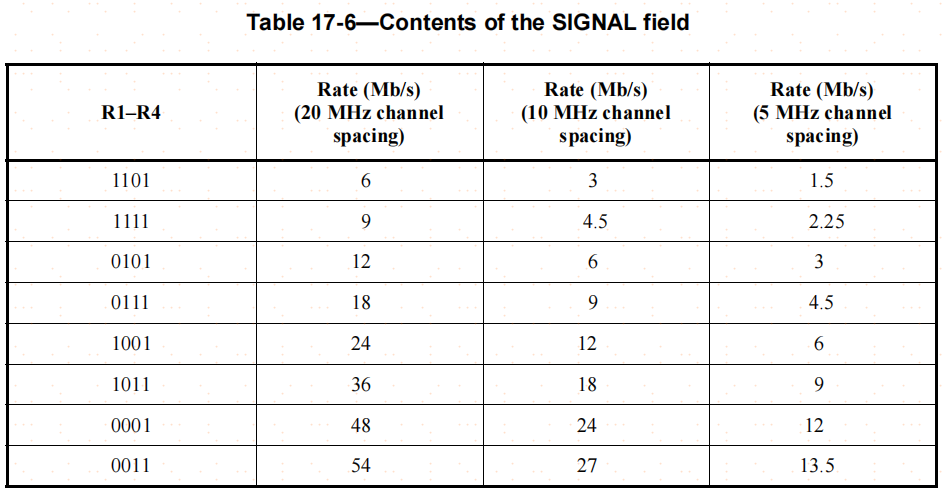 Table 17-6—Contents of the SIGNAL field
R1–R4 Rate (Mb/s) (20 MHz channel spacing) Rate (Mb/s) (10 MHz channel spacing) Rate (Mb/s) (5 MHz channel spacing)
1101 6 3 1.5
1111 9 4.5 2.25
0101 12 6 3
0111 18 9 4.5
1001 24 12 6
1011 36 18 9
0001 48 24 12
0011 54 27 13.5